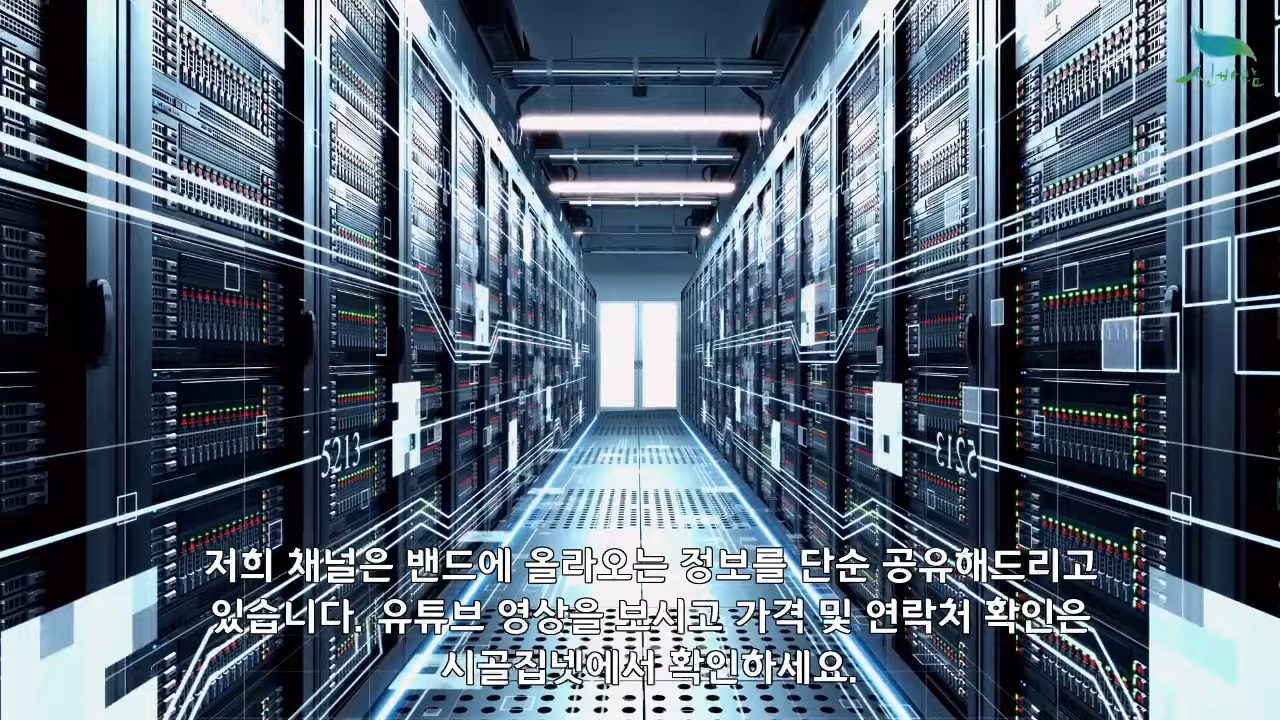 신바람
5213
5213
저희 채널은 밴드에 올라오는 정보를 단순 공유해드리고
있습니다. 유튜브 영상을 보시고 가격 및 연락처 확인은
시골집넷에서 확인하세요.